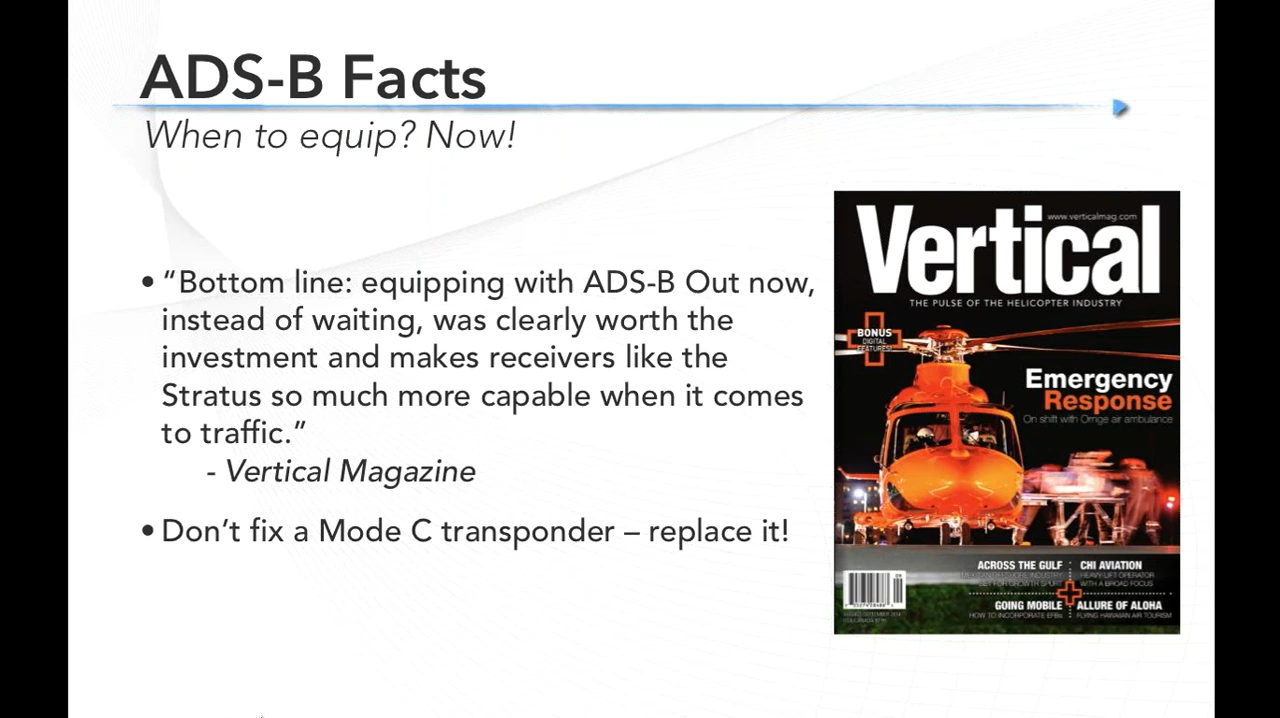 ADS-B Facts
When to equip? Now!
• “Bottom line: equipping with ADS-B Out now,
instead of waiting, was clearly worth the
investment and makes receivers like the
Stratus so much more capable when it comes
to traffic.”
- Vertical Magazine
• Don’t fix a Mode C transponder – replace it!
www.verticalmag.com
Vertical
THE PULSE OF THE HELICOPTER INDUSTRY
BONUS
DIGITAL
FEATURES!
Emergency
Response
On shift with Ornge air ambulance
ACROSS THE GULF
CHI AVIATION
HEAVY-LIFT OPERATOR
WITH A BROAD FOCUS
GOING MOBILE
HOW TO INCORPORATE EFBs
ALLURE OF ALOHA
FLYING HAWAIIAN AIR TOURISM